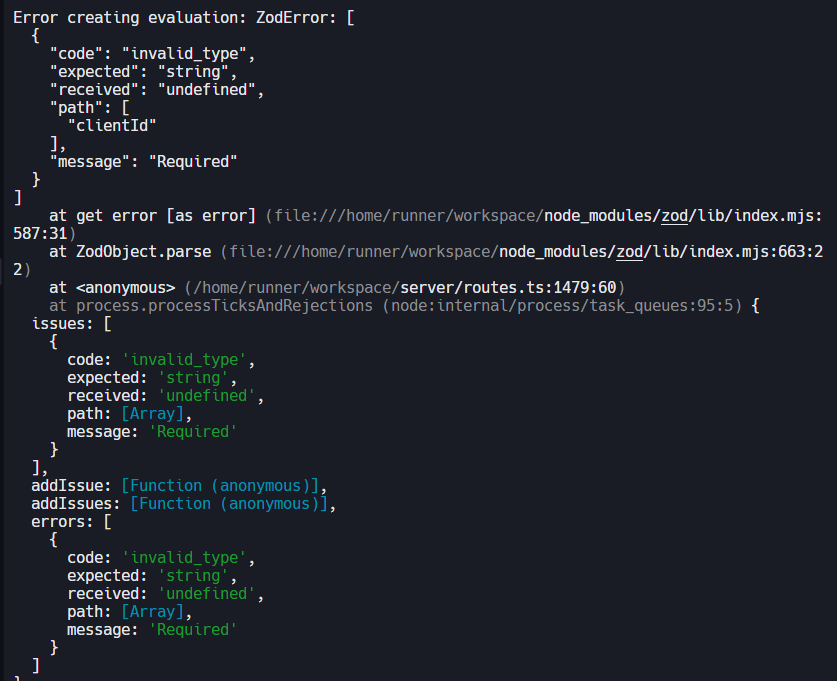 Error creating evaluation: ZodError: [
  {
    "code": "invalid_type",
    "expected": "string",
    "received": "undefined",
    "path": [
      "clientId"
    ],
    "message": "Required"
  }
]
    at get error [as error] (file:///home/runner/workspace/node_modules/zod/lib/index.mjs:
587:31)
    at ZodObject.parse (file:///home/runner/workspace/node_modules/zod/lib/index.mjs:663:2
2)
    at <anonymous> (/home/runner/workspace/server/routes.ts:1479:60)
    at process.processTicksAndRejections (node:internal/process/task_queues:95:5) {
  issues: [
    {
      code: 'invalid_type',
      expected: 'string',
      received: 'undefined',
      path: [Array],
      message: 'Required'
    }
  ],
  addIssue: [Function (anonymous)],
  addIssues: [Function (anonymous)],
  errors: [
    {
      code: 'invalid_type',
      expected: 'string',
      received: 'undefined',
      path: [Array],
      message: 'Required'
    }
  ]